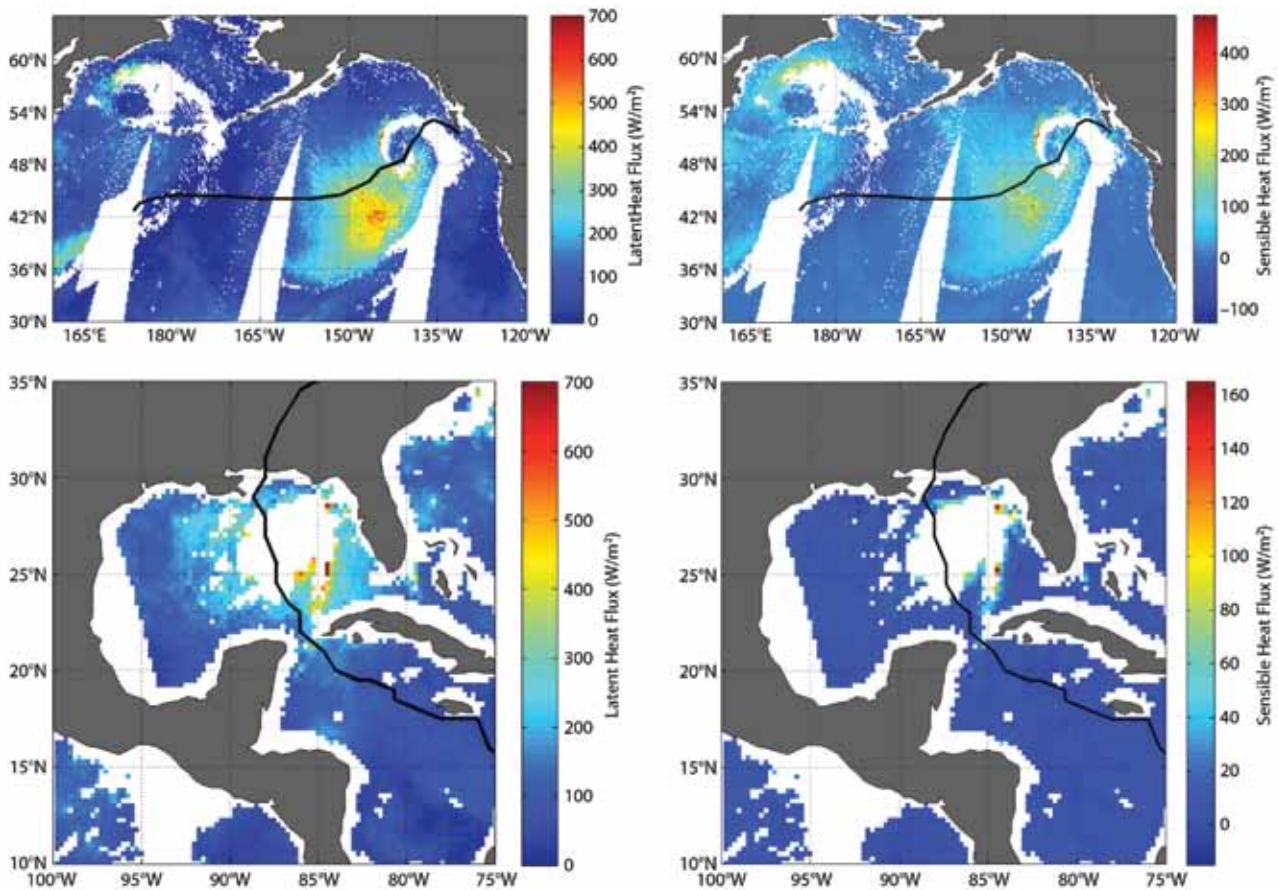 60°N
54°N
48°N
42°N
36°N
30°N
165°E 180°W 165°W 150°W 135°W 120°W
700
600
500
400
300
200
100
0
LatentHeat Flux (W/m²)
60°N
54°N
48°N
42°N
36°N
30°N
165°E 180°W 165°W 150°W 135°W 120°W
400
300
200
100
0
−100
Sensible Heat Flux (W/m²)
35°N
30°N
25°N
20°N
15°N
10°N
100°W 95°W 90°W 85°W 80°W 75°W
700
600
500
400
300
200
100
0
Latent Heat Flux (W/m²)
35°N
30°N
25°N
20°N
15°N
10°N
100°W 95°W 90°W 85°W 80°W 75°W
160
140
120
100
80
60
40
20
0
Sensible Heat Flux (W/m²)